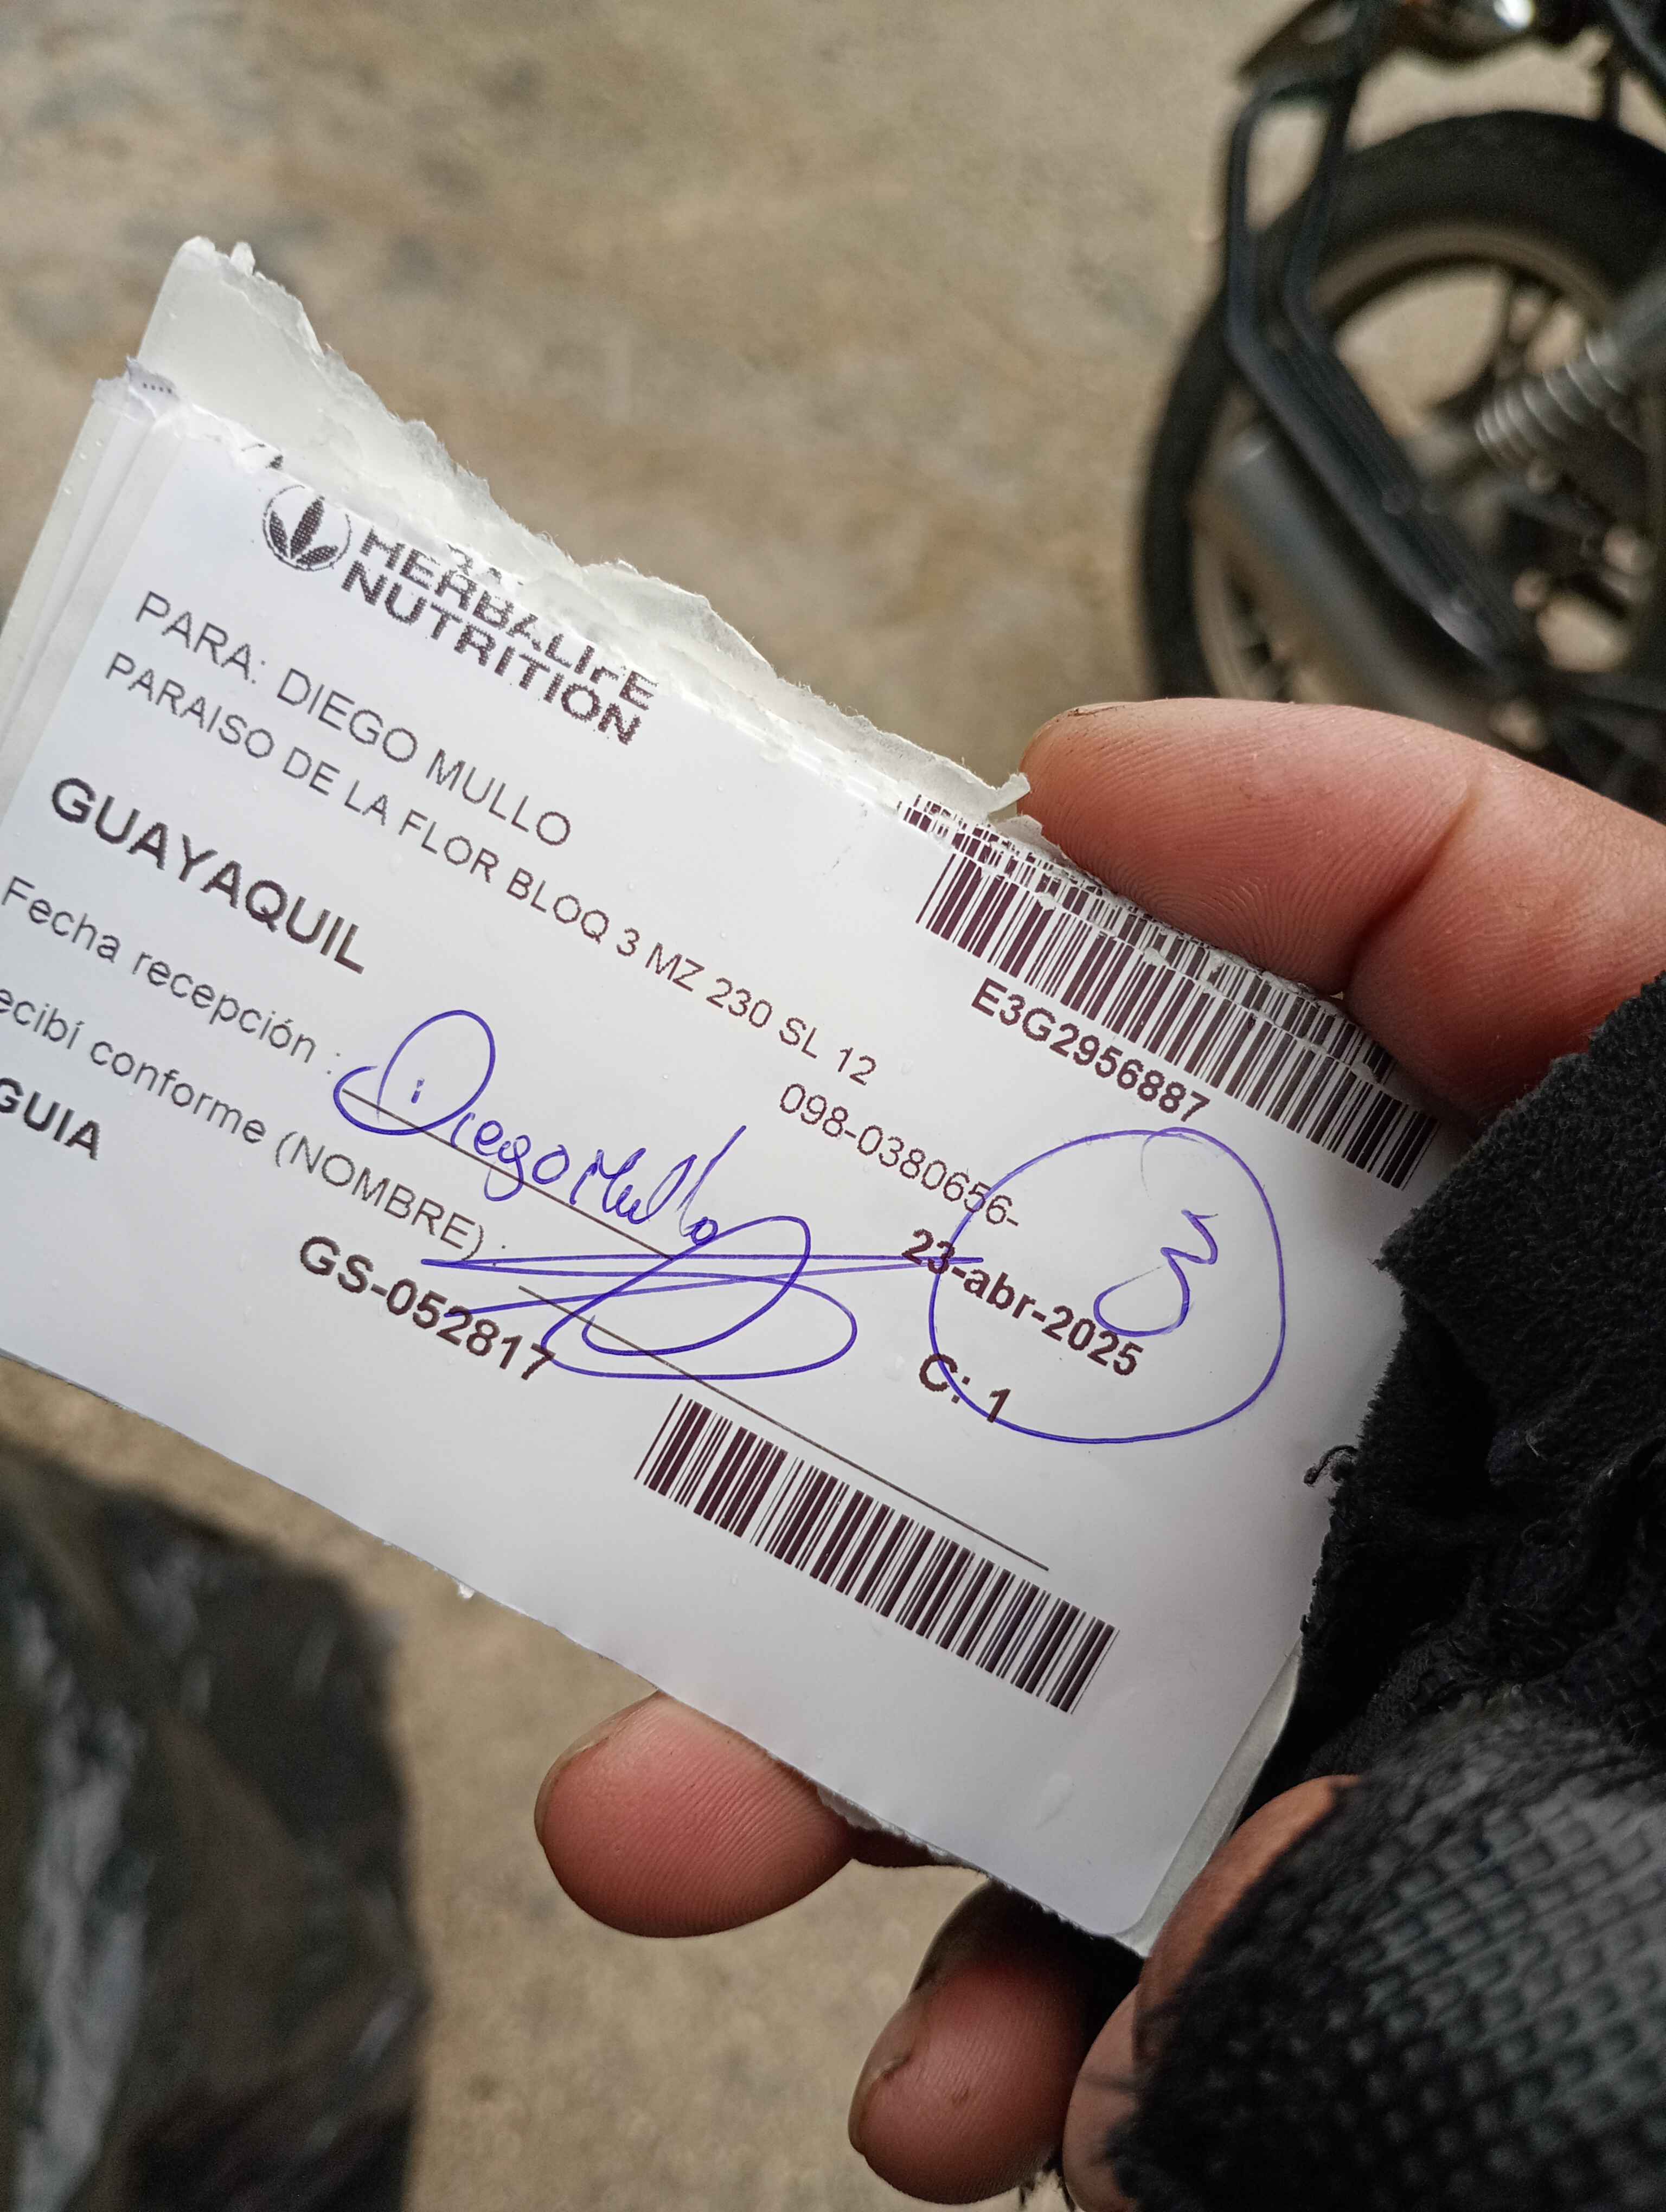 HERBALIFE
NUTRITION
PARA: DIEGO MULLO
PARAISO DE LA FLOR BLOQ 3 MZ 230 SL 12
E3G2956887
GUAYAQUIL
098-0380656-
Fecha recepción : Diego Mullo
23-abr-2025
3
ecibí conforme (NOMBRE) :
C: 1
GUIA
GS-052817